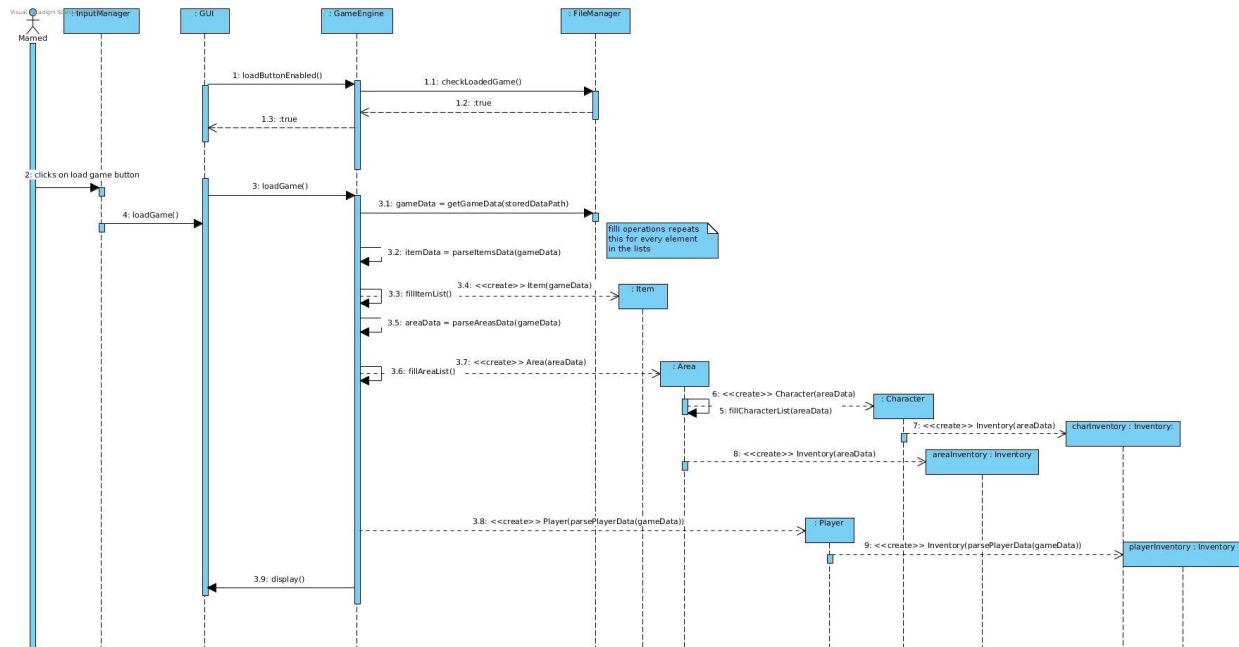 : InputManager
: GUI
: GameEngine
: FileManager
Mamed
1: loadButtonEnabled()
1.1: checkLoadedGame()
1.2: :true
1.3: :true
2: clicks on load game button
3: loadGame()
3.1: gameData = getGameData(storedDataPath)
4: loadGame()
filll operations repeats
this for every element
in the lists
3.2: itemData = parseItemsData(gameData)
3.4: <<create>> Item(gameData)
: Item
3.3: fillItemList()
3.5: areaData = parseAreasData(gameData)
3.7: <<create>> Area(areaData)
: Area
3.6: fillAreaList()
6: <<create>> Character(areaData)
: Character
5: fillCharacterList(areaData)
7: <<create>> Inventory(areaData)
charInventory : Inventory:
8: <<create>> Inventory(areaData)
areaInventory : Inventory
3.8: <<create>> Player(parsePlayerData(gameData))
: Player
9: <<create>> Inventory(parsePlayerData(gameData))
playerInventory : Inventory
3.9: display()